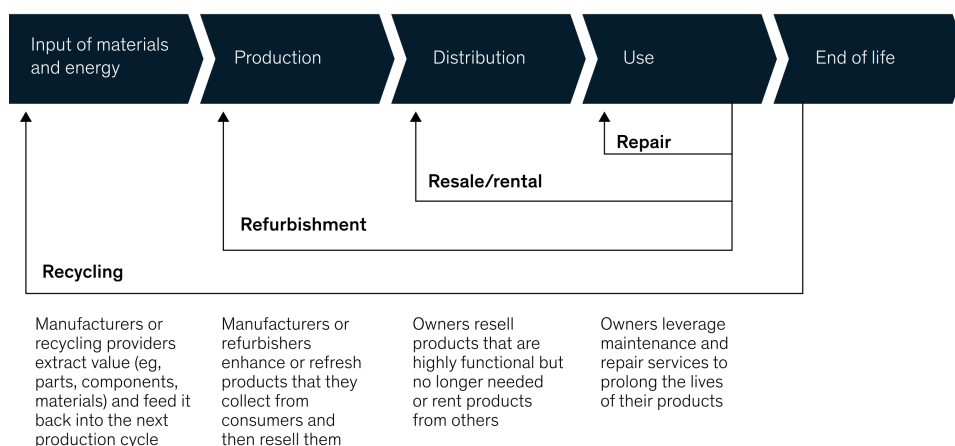 Input of materials
and energy
Production
Distribution
Use
End of life
Repair
Resale/rental
Refurbishment
Recycling
Manufacturers or
recycling providers
extract value (eg,
parts, components,
materials) and feed it
back into the next
production cycle
Manufacturers or
refurbishers
enhance or refresh
products that they
collect from
consumers and
then resell them
Owners resell
products that are
highly functional but
no longer needed
or rent products
from others
Owners leverage
maintenance and
repair services to
prolong the lives
of their products